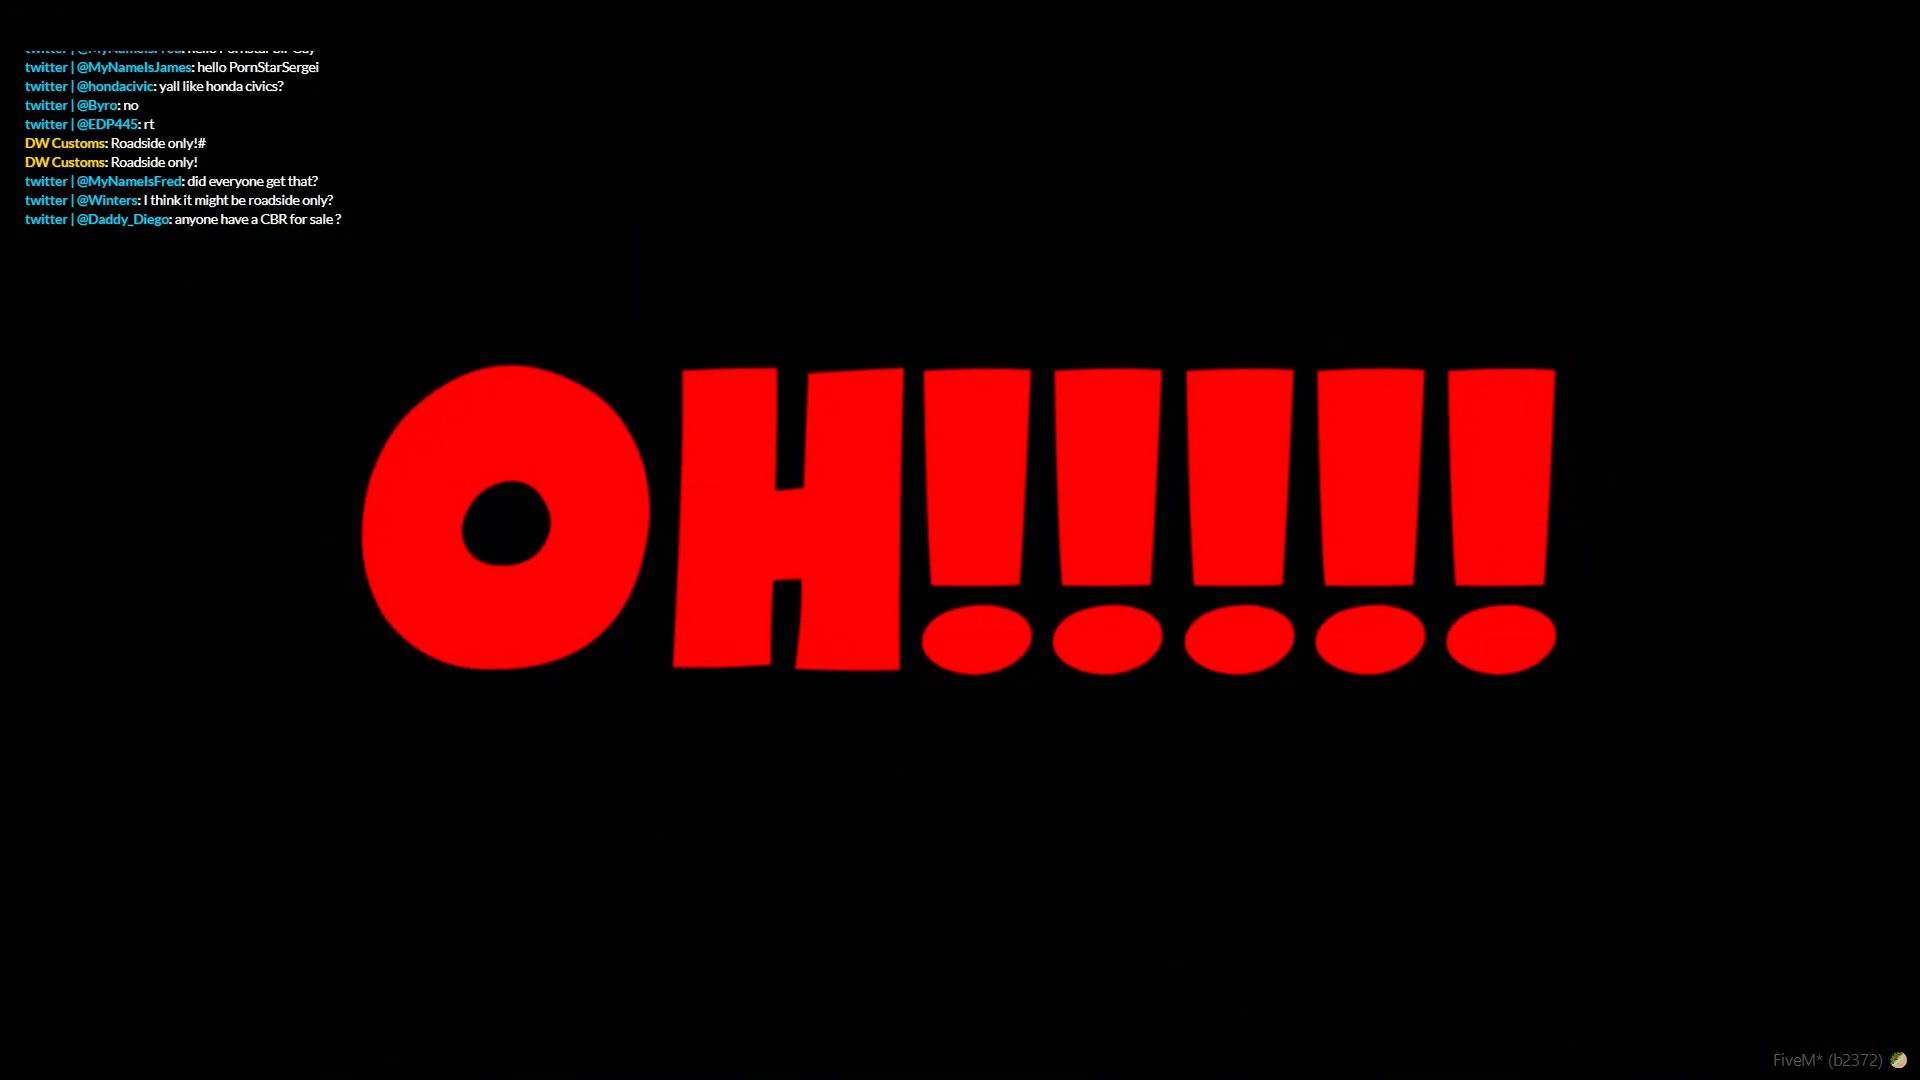 twitter | @MyNameIsJames: hello PornStarSergei
twitter | @hondacivic: yall like honda civics?
twitter | @Byro: no
twitter | @EDP445: rt
DW Customs: Roadside only!#
DW Customs: Roadside only!
twitter | @MyNameIsFred: did everyone get that?
twitter | @Winters: I think it might be roadside only?
twitter | @Daddy_Diego: anyone have a CBR for sale ?
OH!!!!!
FiveM* (b2372)